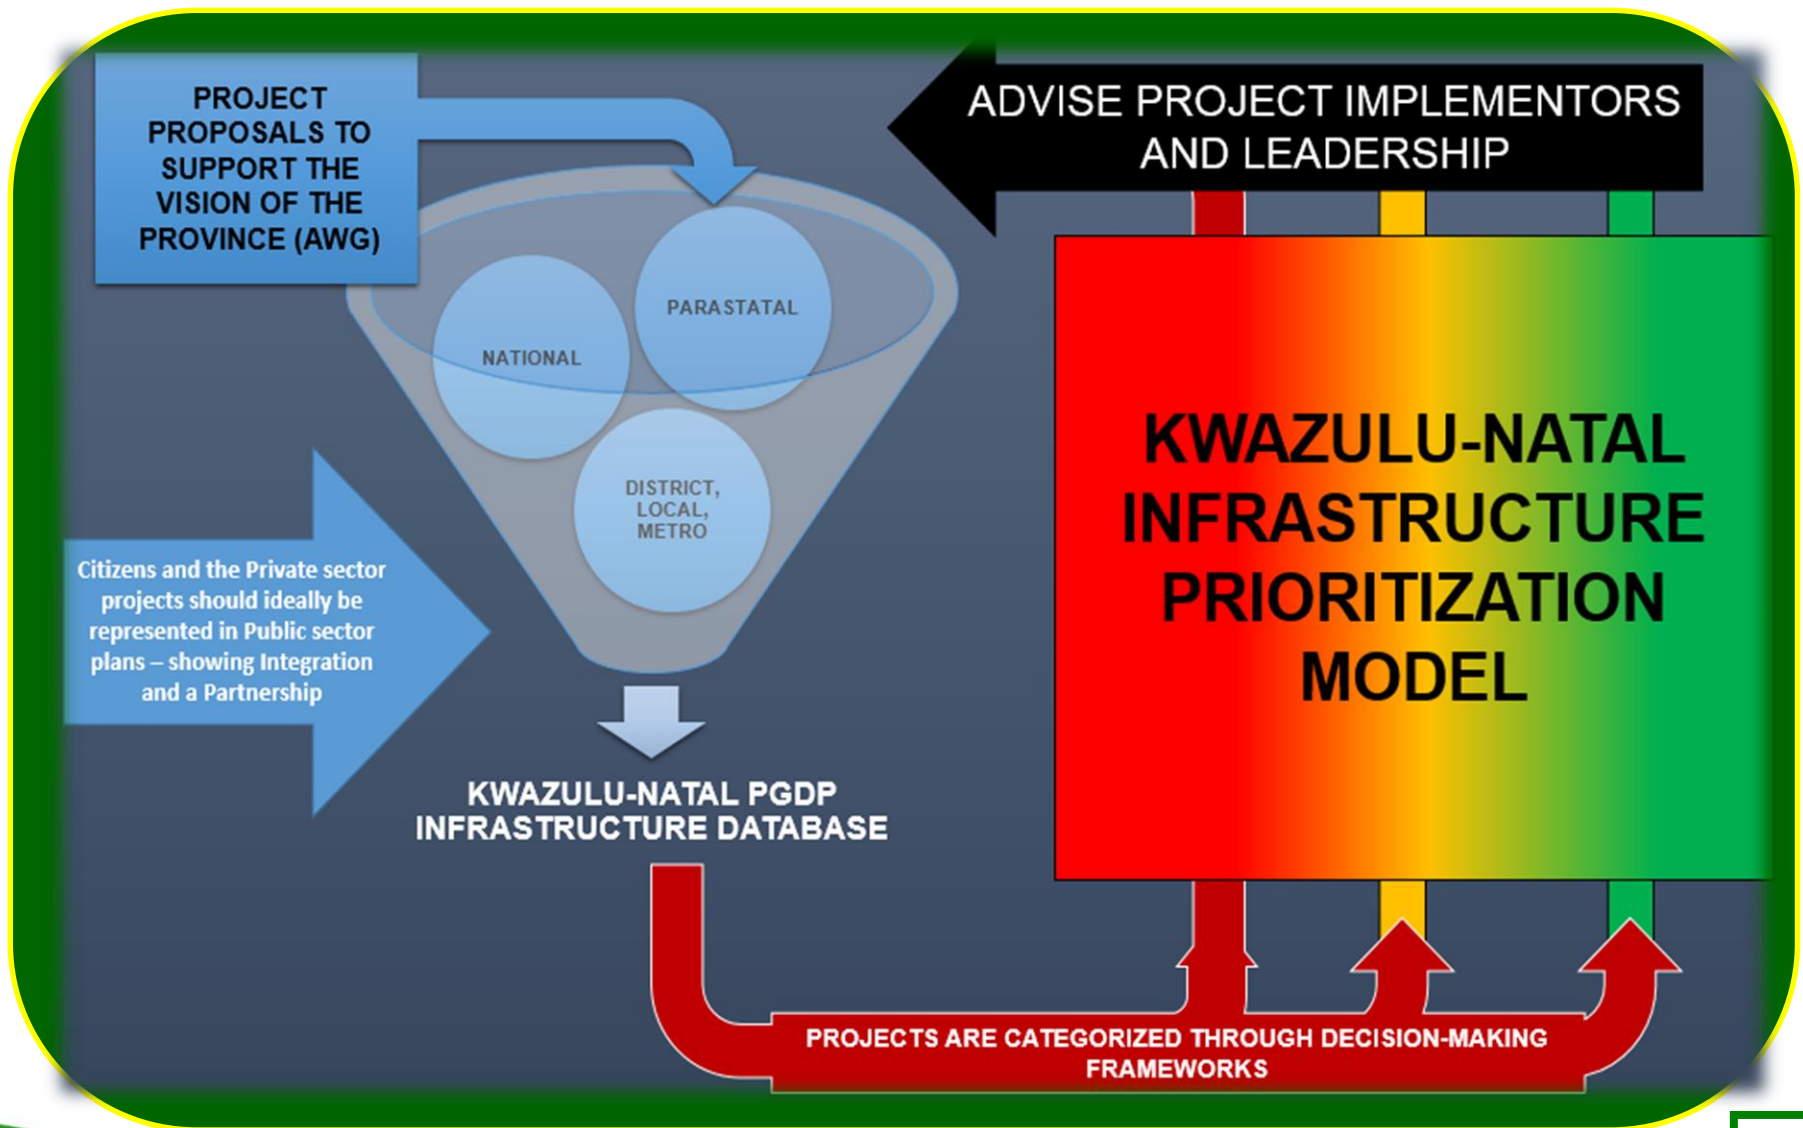 PROJECT
PROPOSALS TO
SUPPORT THE
VISION OF THE
PROVINCE (AWG)
ADVISE PROJECT IMPLEMENTORS
AND LEADERSHIP
PARASTATAL
NATIONAL
DISTRICT,
LOCAL,
METRO
Citizens and the Private sector
projects should ideally be
represented in Public sector
plans – showing Integration
and a Partnership
KWAZULU-NATAL PGDP
INFRASTRUCTURE DATABASE
KWAZULU-NATAL
INFRASTRUCTURE
PRIORITIZATION
MODEL
PROJECTS ARE CATEGORIZED THROUGH DECISION-MAKING
FRAMEWORKS